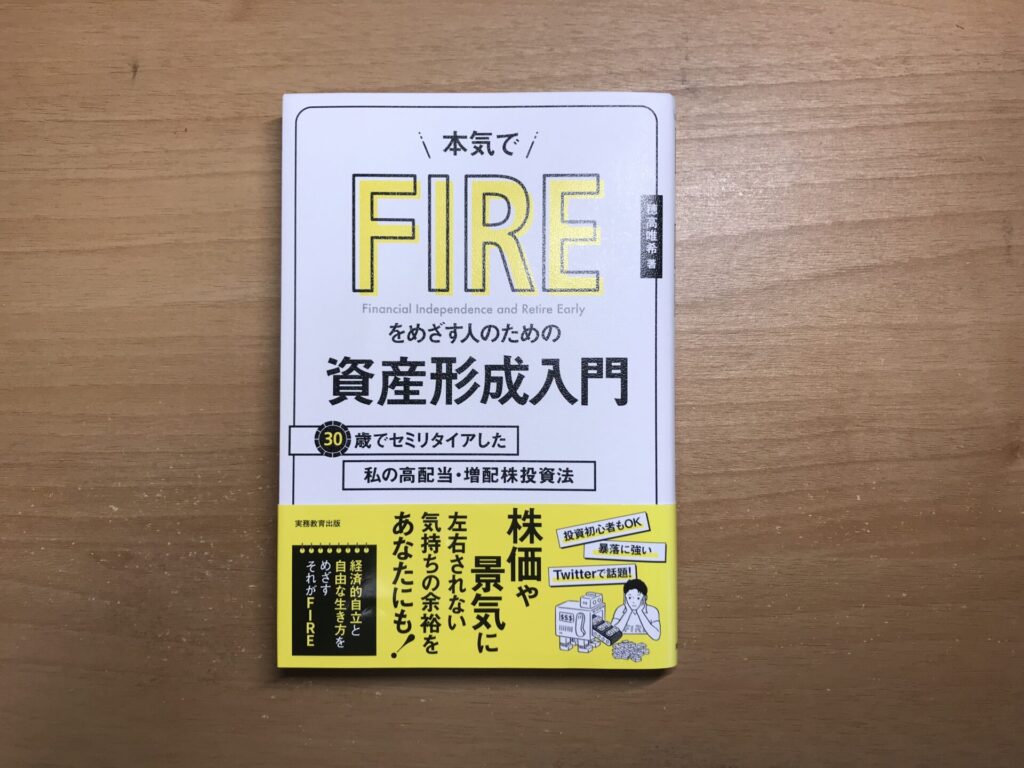 本気で
FIRE
Financial Independence and Retire Early
をめざす人のための
資産形成入門
穂高唯希 著
30歳でセミリタイアした
私の高配当・増配株投資法
実務教育出版
株価や
景気に
左右されない
気持ちの余裕を
あなたにも!
投資初心者もOK
暴落に強い
Twitterで話題!
経済的自立と
自由な生き方を
めざす
それがFIRE
$$$
FIRE